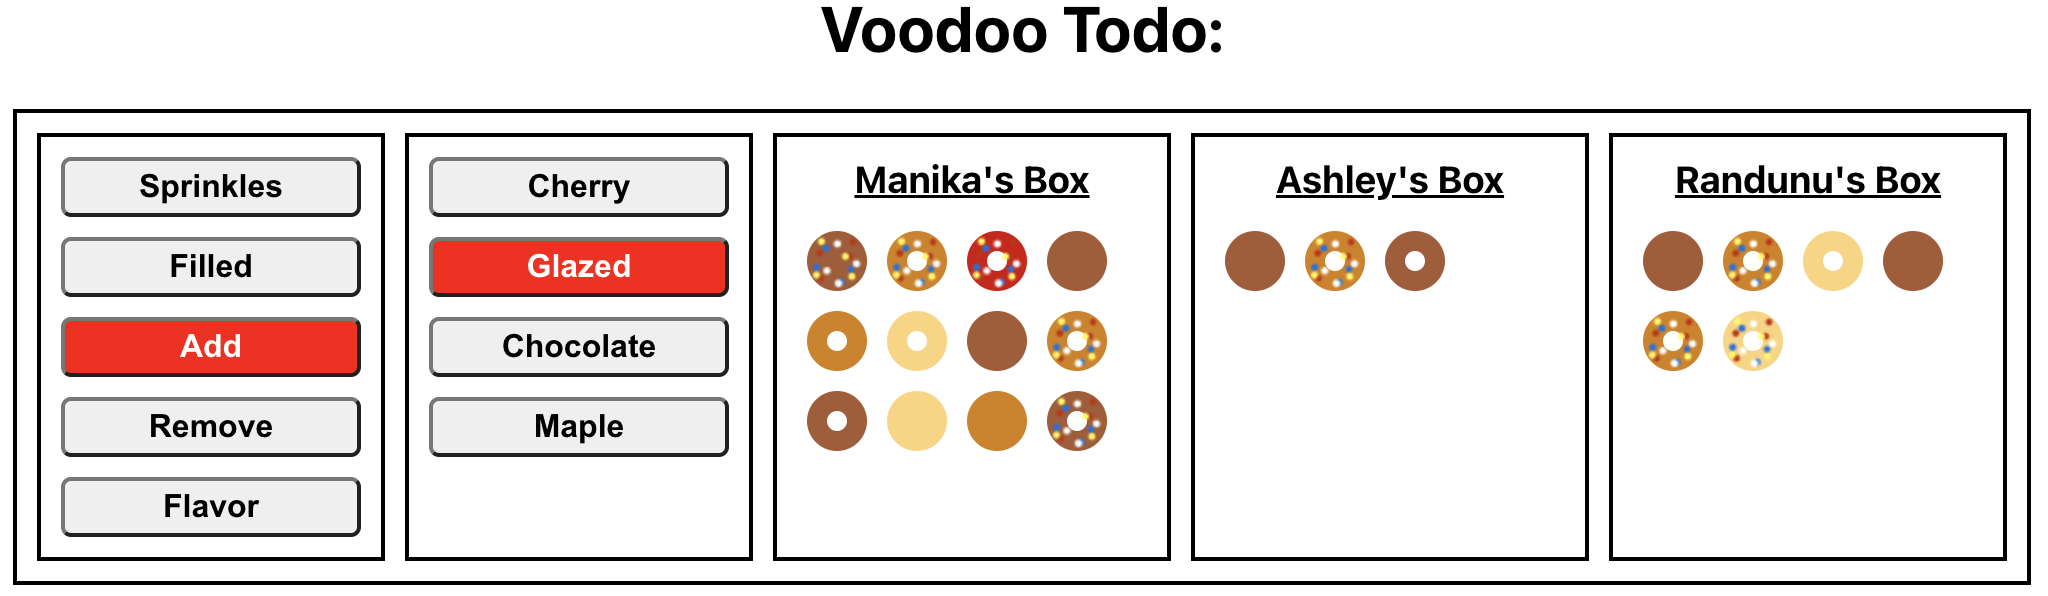 Voodoo Todo:
Sprinkles
Filled
Add
Remove
Flavor
Cherry
Glazed
Chocolate
Maple
Manika's Box
Ashley's Box
Randunu's Box